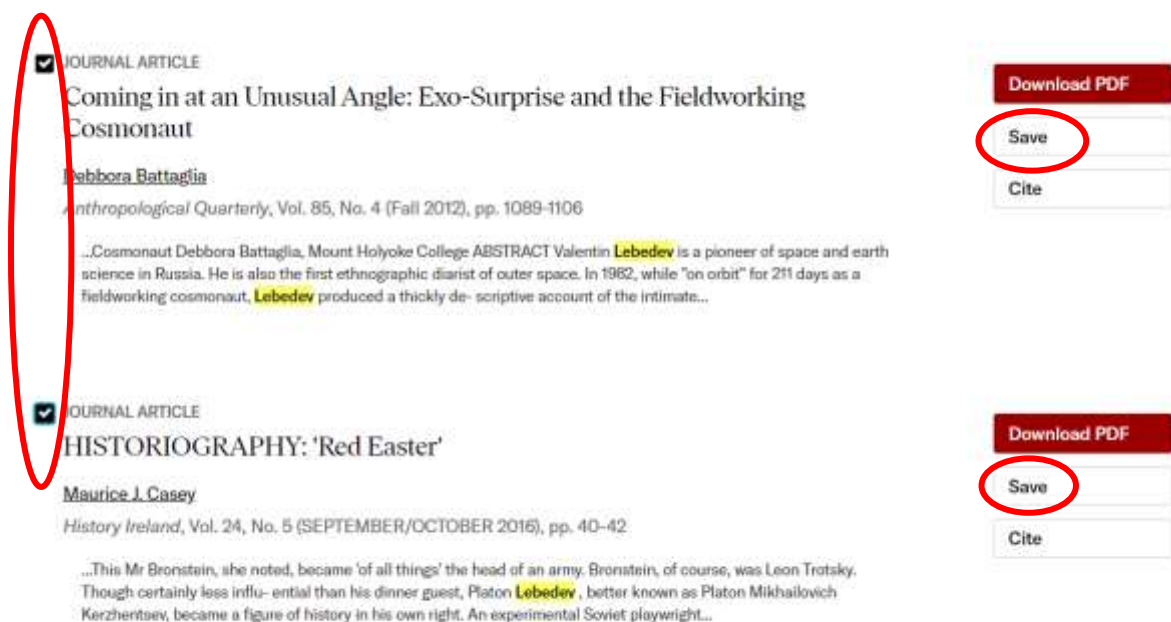 JOURNAL ARTICLE
Coming in at an Unusual Angle: Exo-Surprise and the Fieldworking
Cosmonaut
Debbora Battaglia
Anthropological Quarterly, Vol. 85, No. 4 (Fall 2012), pp. 1089-1106
...Cosmonaut Debbora Battaglia, Mount Holyoke College ABSTRACT Valentin Lebedev is a pioneer of space and earth
science in Russia. He is also the first ethnographic diarist of outer space. In 1982, while "on orbit" for 211 days as a
fieldworking cosmonaut, Lebedev produced a thickly de- scriptive account of the intimate...
Download PDF
Save
Cite
JOURNAL ARTICLE
HISTORIOGRAPHY: 'Red Easter'
Maurice J. Casey
History Ireland, Vol. 24, No. 5 (SEPTEMBER/OCTOBER 2016), pp. 40-42
...This Mr Bronstein, she noted, became 'of all things' the head of an army. Bronstein, of course, was Leon Trotsky.
Though certainly less influ- ential than his dinner guest, Platon Lebedev , better known as Platon Mikhailovich
Kerzhentsev, became a figure of history in his own right. An experimental Soviet playwright...
Download PDF
Save
Cite